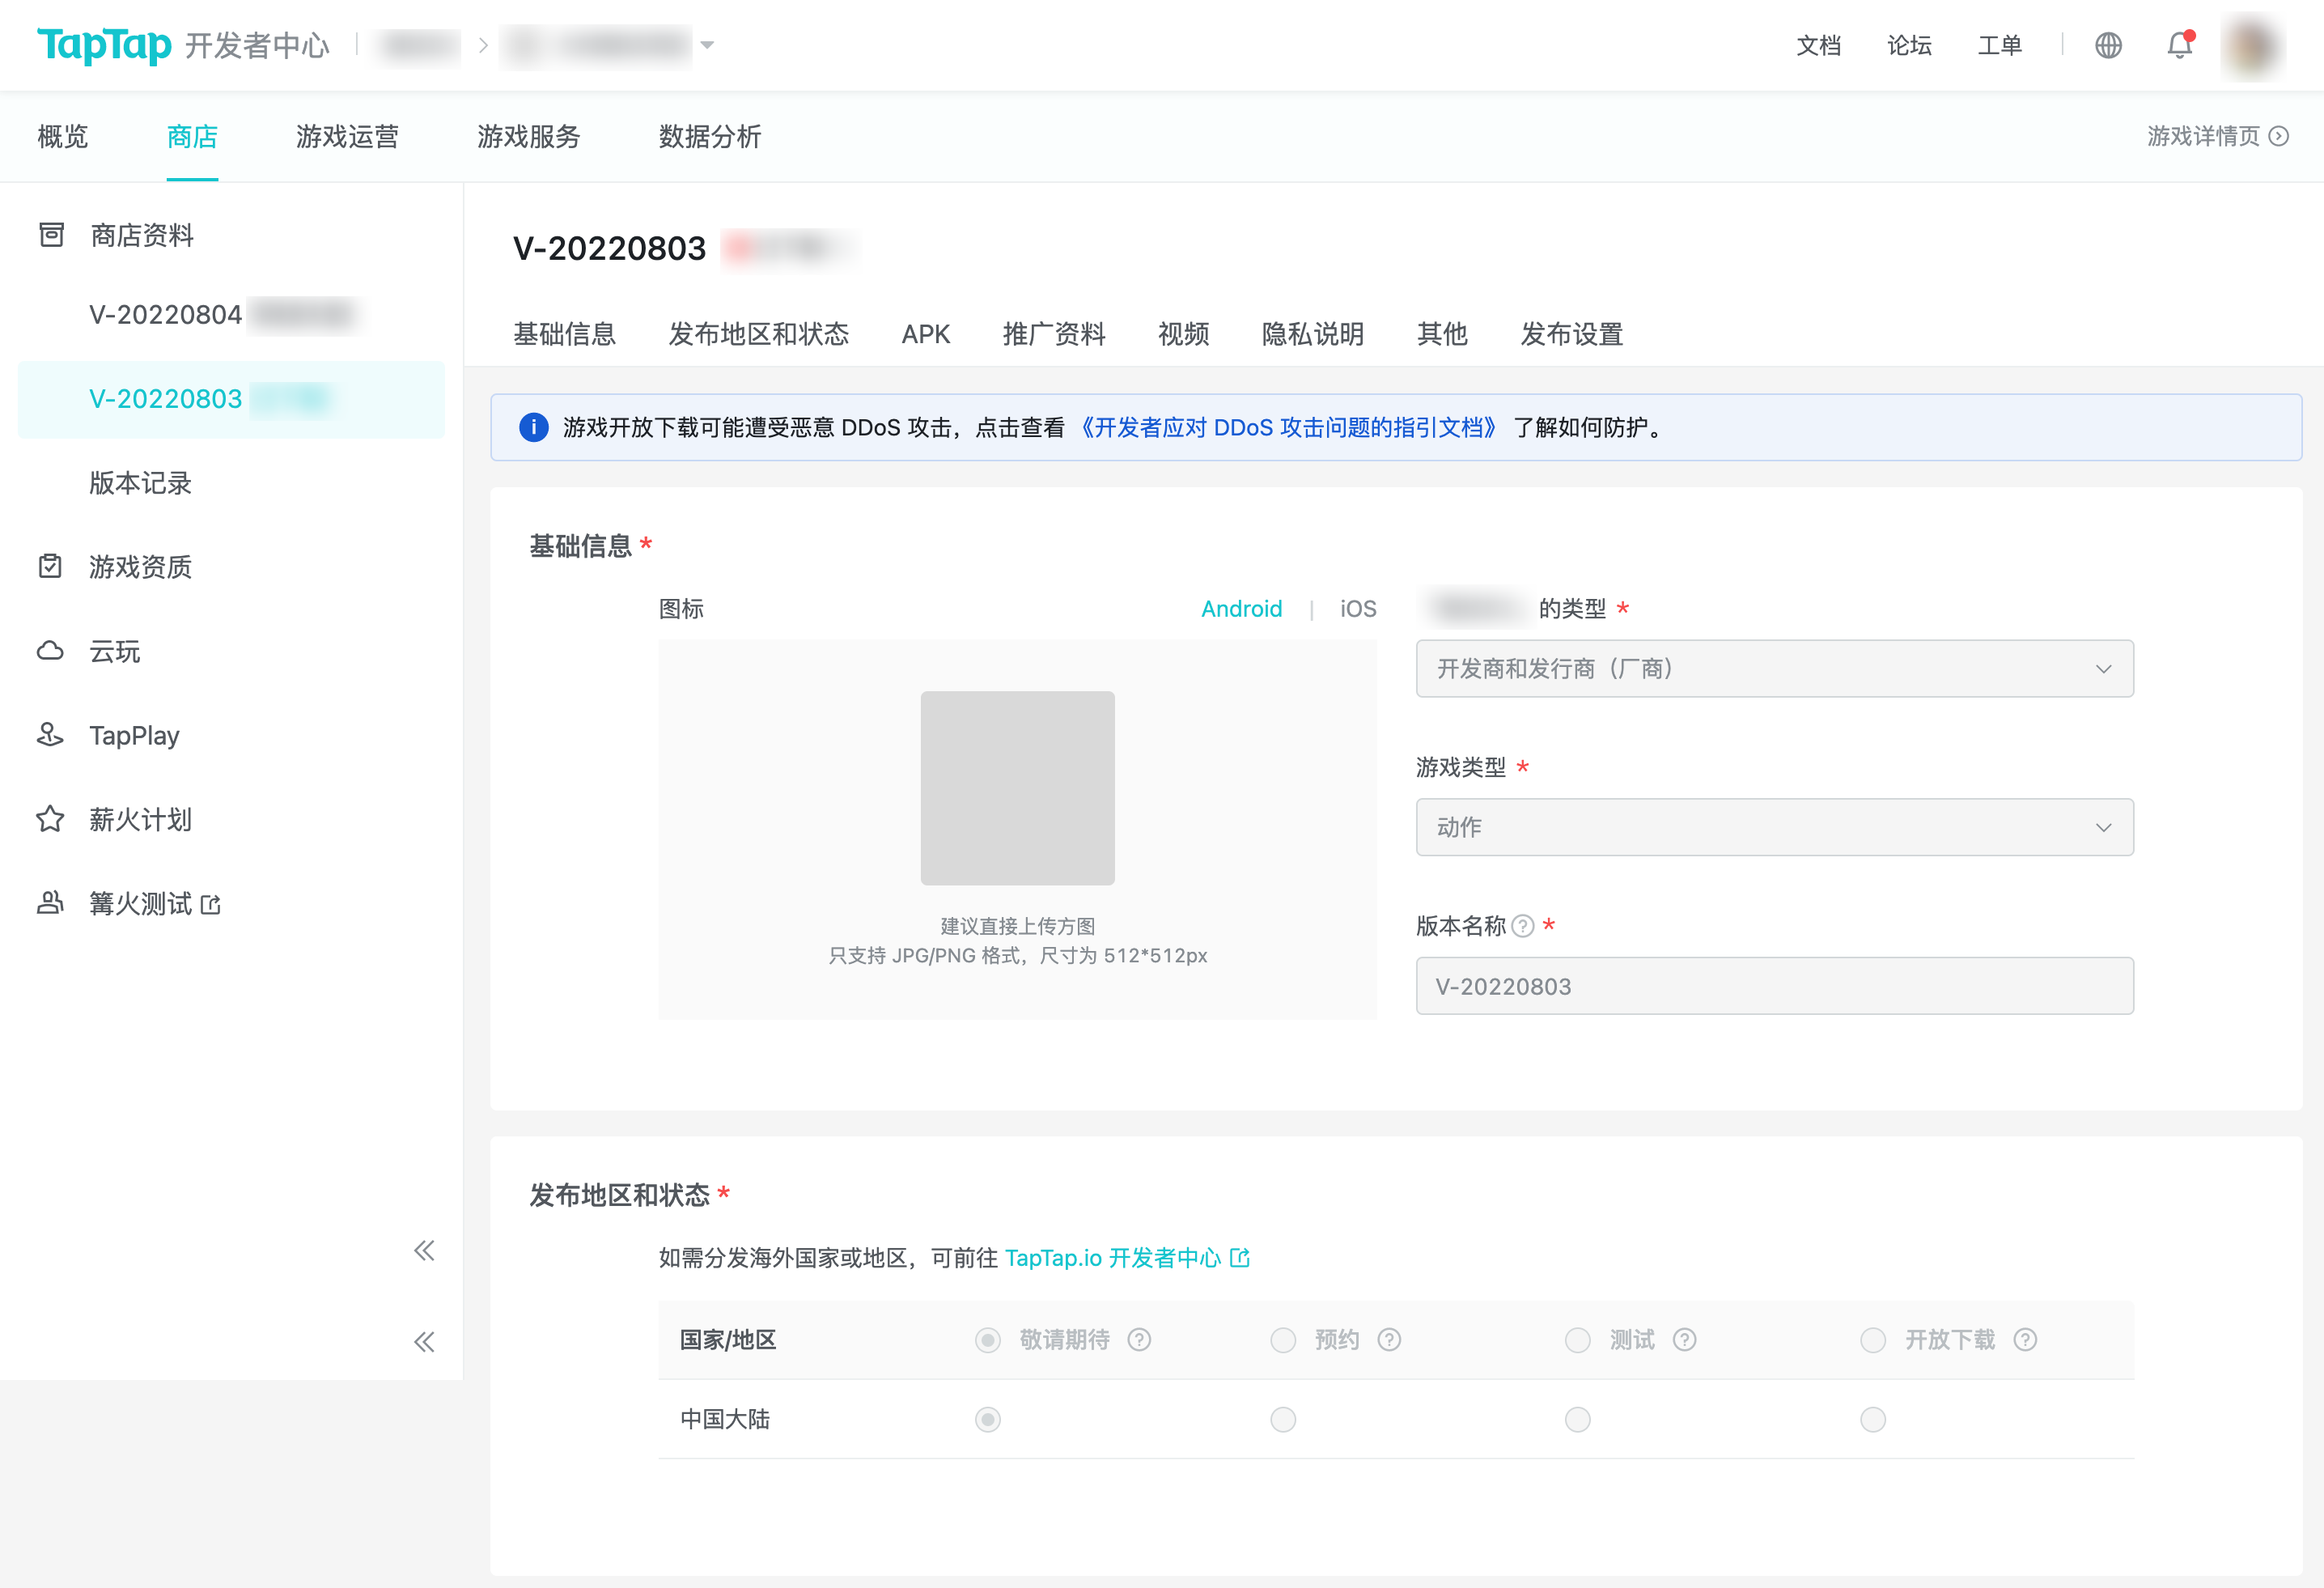 TapTap 开发者中心
文档 论坛 工单
概览 商店 游戏运营 游戏服务 数据分析 游戏详情页
商店资料
V-20220804
V-20220803
版本记录
游戏资质
云玩
TapPlay
薪火计划
篝火测试
V-20220803
基础信息 发布地区和状态 APK 推广资料 视频 隐私说明 其他 发布设置
游戏开放下载可能遭受恶意 DDoS 攻击，点击查看 《开发者应对 DDoS 攻击问题的指引文档》 了解如何防护。
基础信息 *
图标 Android | iOS
建议直接上传方图
只支持 JPG/PNG 格式，尺寸为 512*512px
的类型 *
开发商和发行商（厂商）
游戏类型 *
动作
版本名称 ? *
V-20220803
发布地区和状态 *
如需分发海外国家或地区，可前往 TapTap.io 开发者中心
国家/地区 敬请期待 ? 预约 ? 测试 ? 开放下载 ?
中国大陆